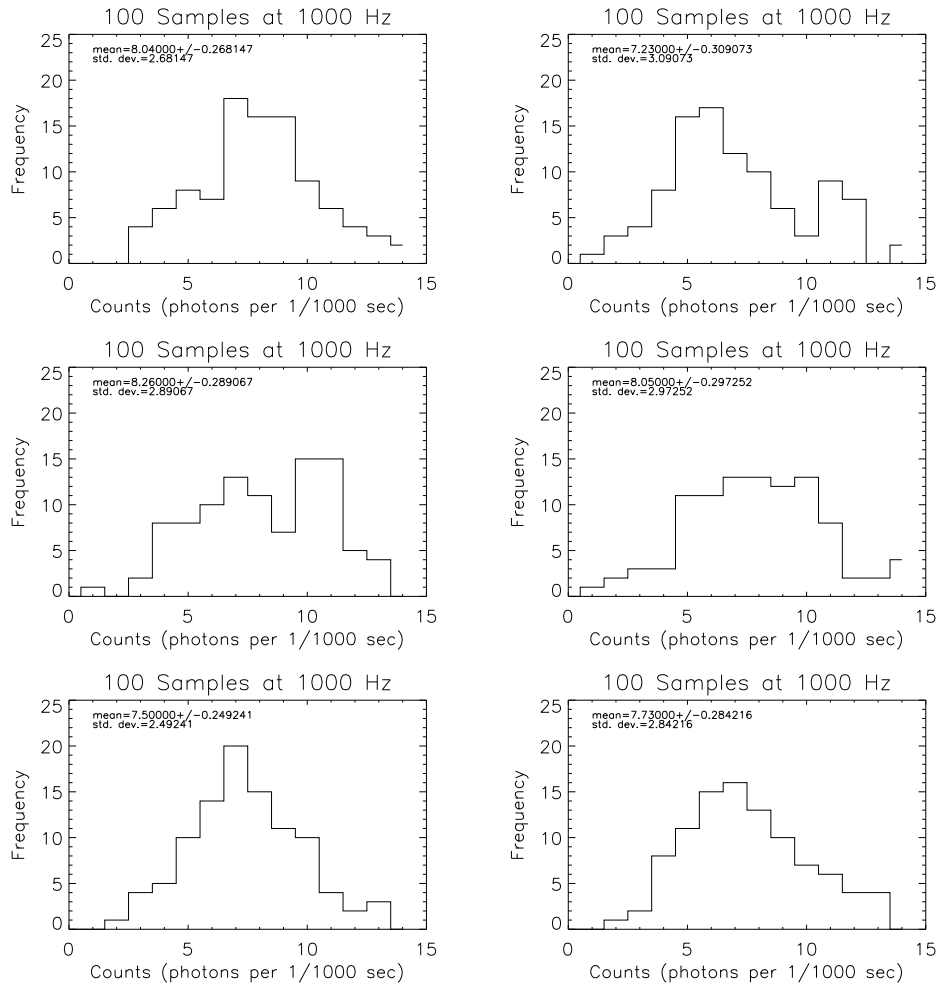 100 Samples at 1000 Hz
mean=8.04000+/-0.268147
std. dev.=2.68147
Frequency
25
20
15
10
5
0
0 5 10 15
Counts (photons per 1/1000 sec)
100 Samples at 1000 Hz
mean=7.23000+/-0.309073
std. dev.=3.09073
Frequency
25
20
15
10
5
0
0 5 10 15
Counts (photons per 1/1000 sec)
100 Samples at 1000 Hz
mean=8.26000+/-0.289067
std. dev.=2.89067
Frequency
25
20
15
10
5
0
0 5 10 15
Counts (photons per 1/1000 sec)
100 Samples at 1000 Hz
mean=8.05000+/-0.297252
std. dev.=2.97252
Frequency
25
20
15
10
5
0
0 5 10 15
Counts (photons per 1/1000 sec)
100 Samples at 1000 Hz
mean=7.50000+/-0.249241
std. dev.=2.49241
Frequency
25
20
15
10
5
0
0 5 10 15
Counts (photons per 1/1000 sec)
100 Samples at 1000 Hz
mean=7.73000+/-0.284216
std. dev.=2.84216
Frequency
25
20
15
10
5
0
0 5 10 15
Counts (photons per 1/1000 sec)